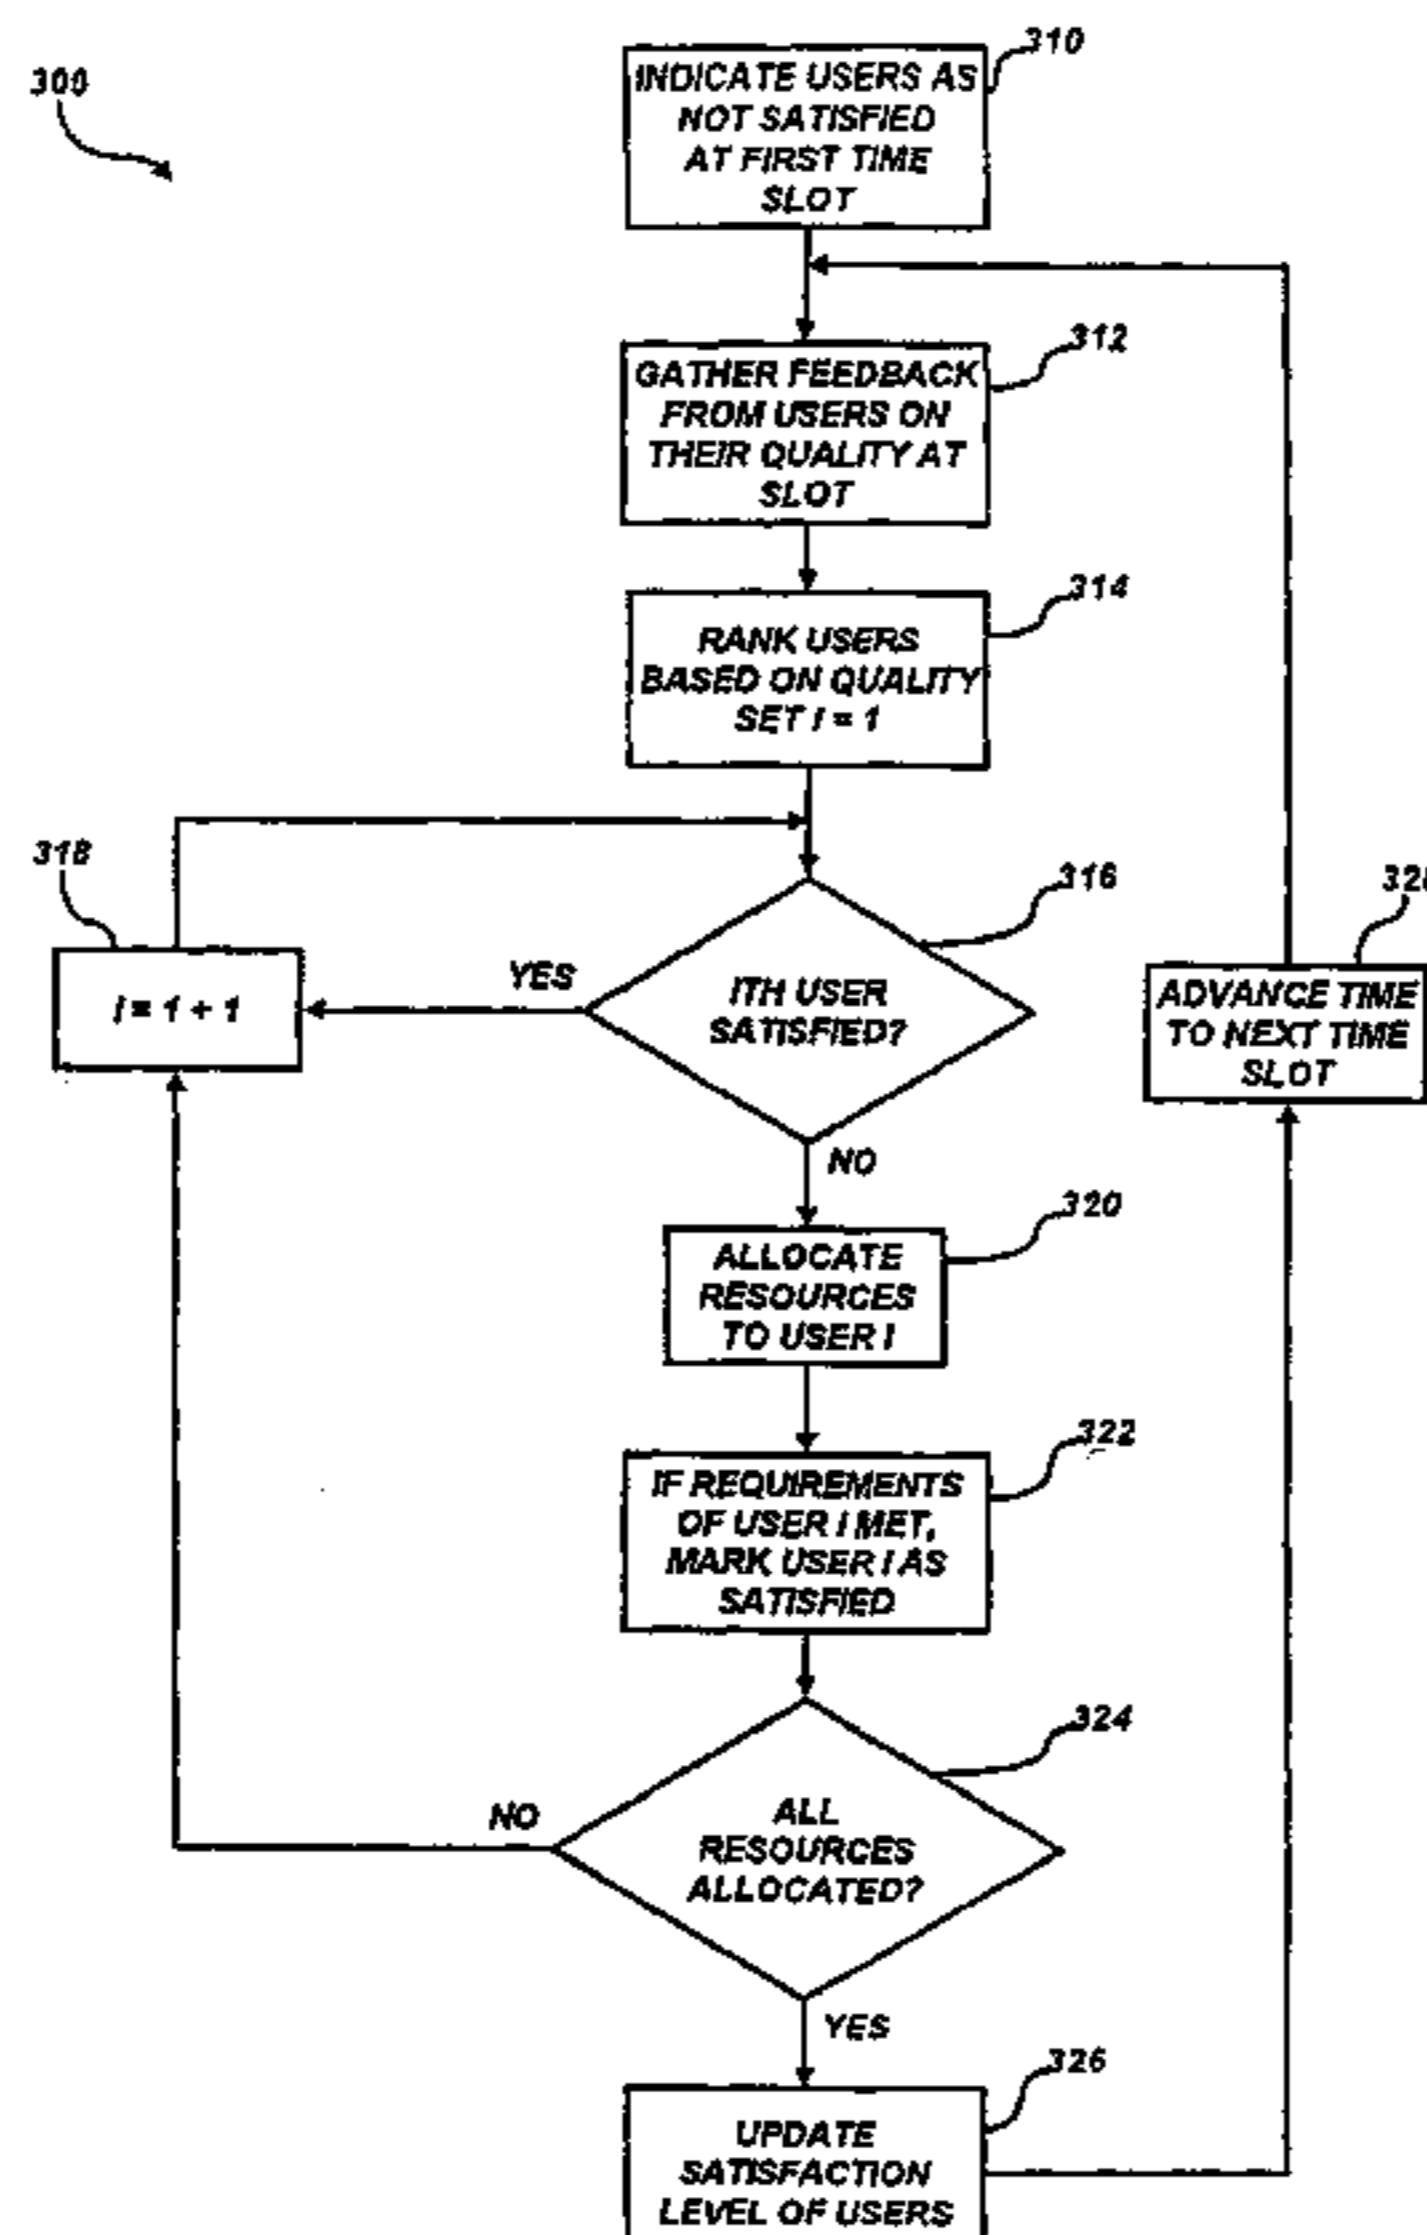 300
310
INDICATE USERS AS
NOT SATISFIED
AT FIRST TIME
SLOT
312
GATHER FEEDBACK
FROM USERS ON
THEIR QUALITY AT
SLOT
314
RANK USERS
BASED ON QUALITY
SET I = 1
318
I = 1 + 1
YES
316
ITH USER
SATISFIED?
NO
ADVANCE TIME
TO NEXT TIME
SLOT
320
ALLOCATE
RESOURCES
TO USER I
322
IF REQUIREMENTS
OF USER I MET,
MARK USER I AS
SATISFIED
324
NO
ALL
RESOURCES
ALLOCATED?
YES
326
UPDATE
SATISFACTION
LEVEL OF USERS